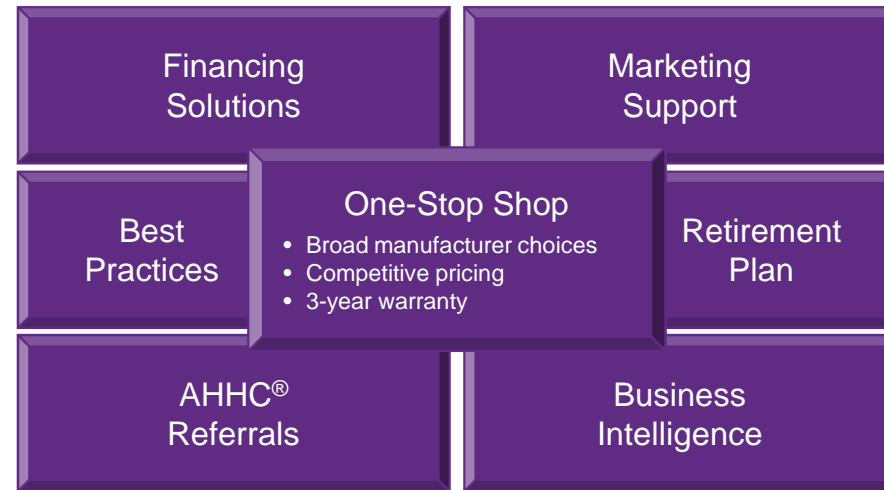 Financing
Solutions
Marketing
Support
Best
Practices
One-Stop Shop
• Broad manufacturer choices
• Competitive pricing
• 3-year warranty
Retirement
Plan
AHHC®
Referrals
Business
Intelligence